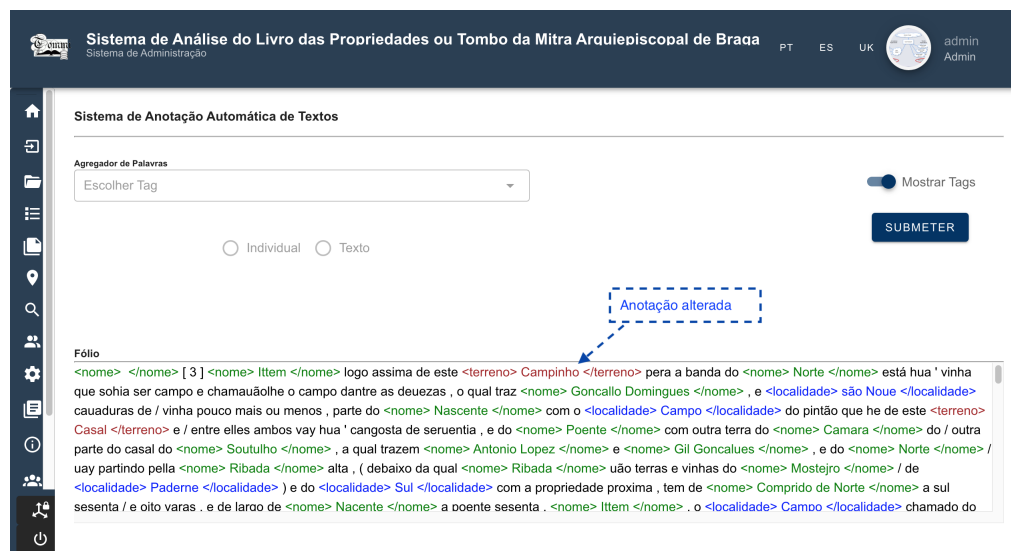 Tomm
Sistema de Análise do Livro das Propriedades ou Tombo da Mitra Arquiepiscopal de Braga
Sistema de Administração
PT ES UK
admin
Admin
Sistema de Anotação Automática de Textos
Agregador de Palavras
Escolher Tag
Mostrar Tags
SUBMETER
Individual Texto
Anotação alterada
Fólio
<nome> </nome> [ 3 ] <nome> Ittem </nome> logo assima de este <terreno> Campinho </terreno> pera a banda do <nome> Norte </nome> está hua ' vinha
que sohia ser campo e chamauãolhe o campo dantre as deuezas , o qual traz <nome> Goncallo Domingues </nome> , e <localidade> são Noue </localidade>
cauaduras de / vinha pouco mais ou menos , parte do <nome> Nascente </nome> com o <localidade> Campo </localidade> do pintão que he de este <terreno>
Casal </terreno> e / entre elles ambos vay hua ' cangosta de seruentia , e do <nome> Poente </nome> com outra terra do <nome> Camara </nome> do / outra
parte do casal do <nome> Soutulho </nome> , a qual trazem <nome> Antonio Lopez </nome> e <nome> Gil Goncalues </nome> , e do <nome> Norte </nome> /
uay partindo pella <nome> Ribada </nome> alta , ( debaixo da qual <nome> Ribada </nome> uão terras e vinhas do <nome> Mostejro </nome> / de
<localidade> Paderne </localidade> ) e do <localidade> Sul </localidade> com a propriedade proxima , tem de <nome> Comprido de Norte </nome> a sul
sesenta / e oito varas , e de largo de <nome> Nacente </nome> a poente sesenta . <nome> Ittem </nome> . o <localidade> Campo </localidade> chamado do